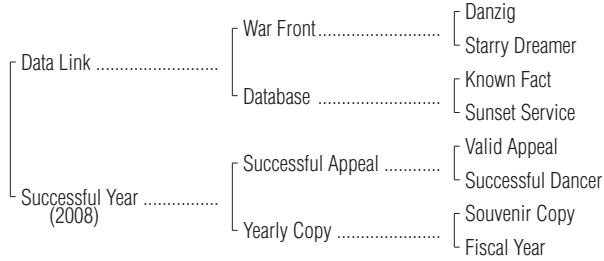 Danzig
War Front
Starry Dreamer
Data Link
Known Fact
Database
Sunset Service
Valid Appeal
Successful Appeal
Successful Dancer
Successful Year
(2008)
Souvenir Copy
Yearly Copy
Fiscal Year